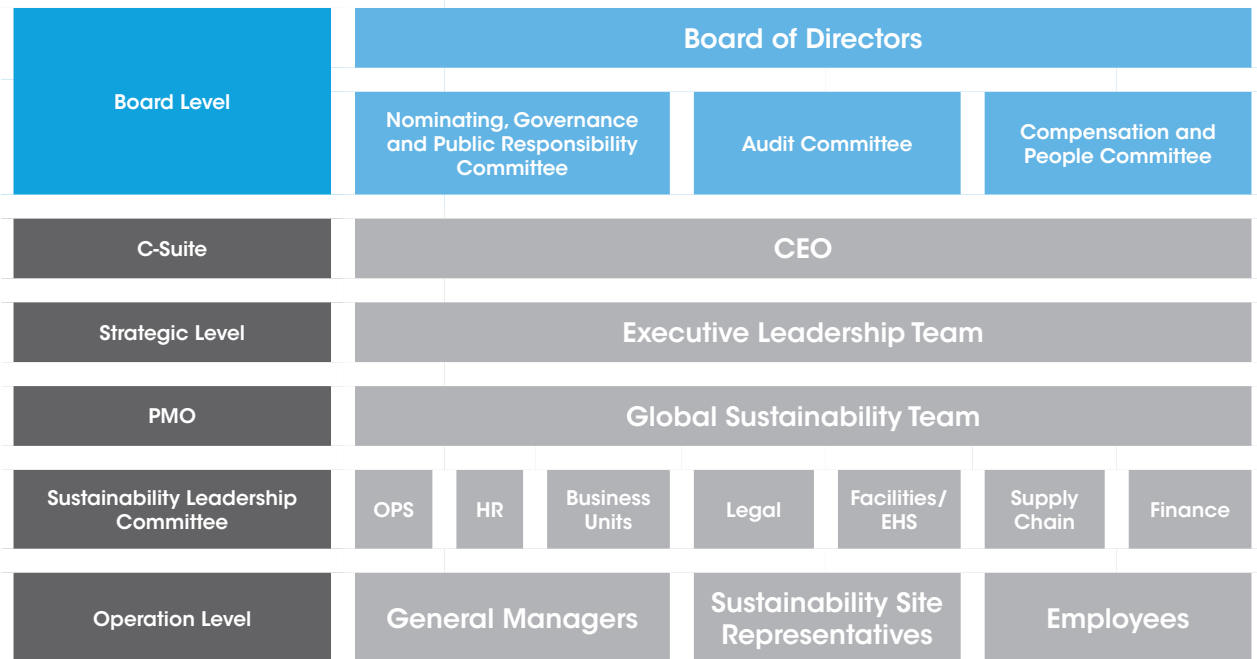 Board Level
Board of Directors
Nominating, Governance
and Public Responsibility
Committee
Audit Committee
Compensation and
People Committee
C-Suite
CEO
Strategic Level
Executive Leadership Team
PMO
Global Sustainability Team
Sustainability Leadership
Committee
OPS
HR
Business
Units
Legal
Facilities/
EHS
Supply
Chain
Finance
Operation Level
General Managers
Sustainability Site
Representatives
Employees